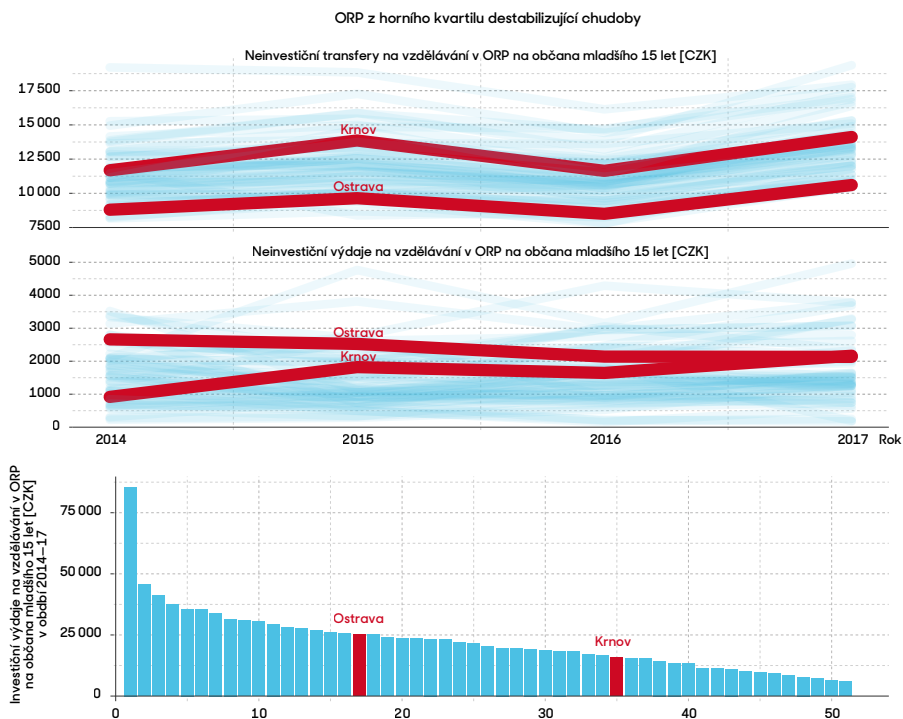 ORP z horního kvartilu destabilizující chudoby
Neinvestiční transfery na vzdělávání v ORP na občana mladšího 15 let [CZK]
17 500
15 000
12 500
10 000
7500
Krnov
Ostrava
Neinvestiční výdaje na vzdělávání v ORP na občana mladšího 15 let [CZK]
5000
4000
3000
2000
1000
0
Ostrava
Krnov
2014 2015 2016 2017 Rok
Investiční výdaje na vzdělávání v ORP
na občana mladšího 15 let [CZK]
v období 2014–17
75 000
50 000
25 000
0
Ostrava
Krnov
0 10 20 30 40 50